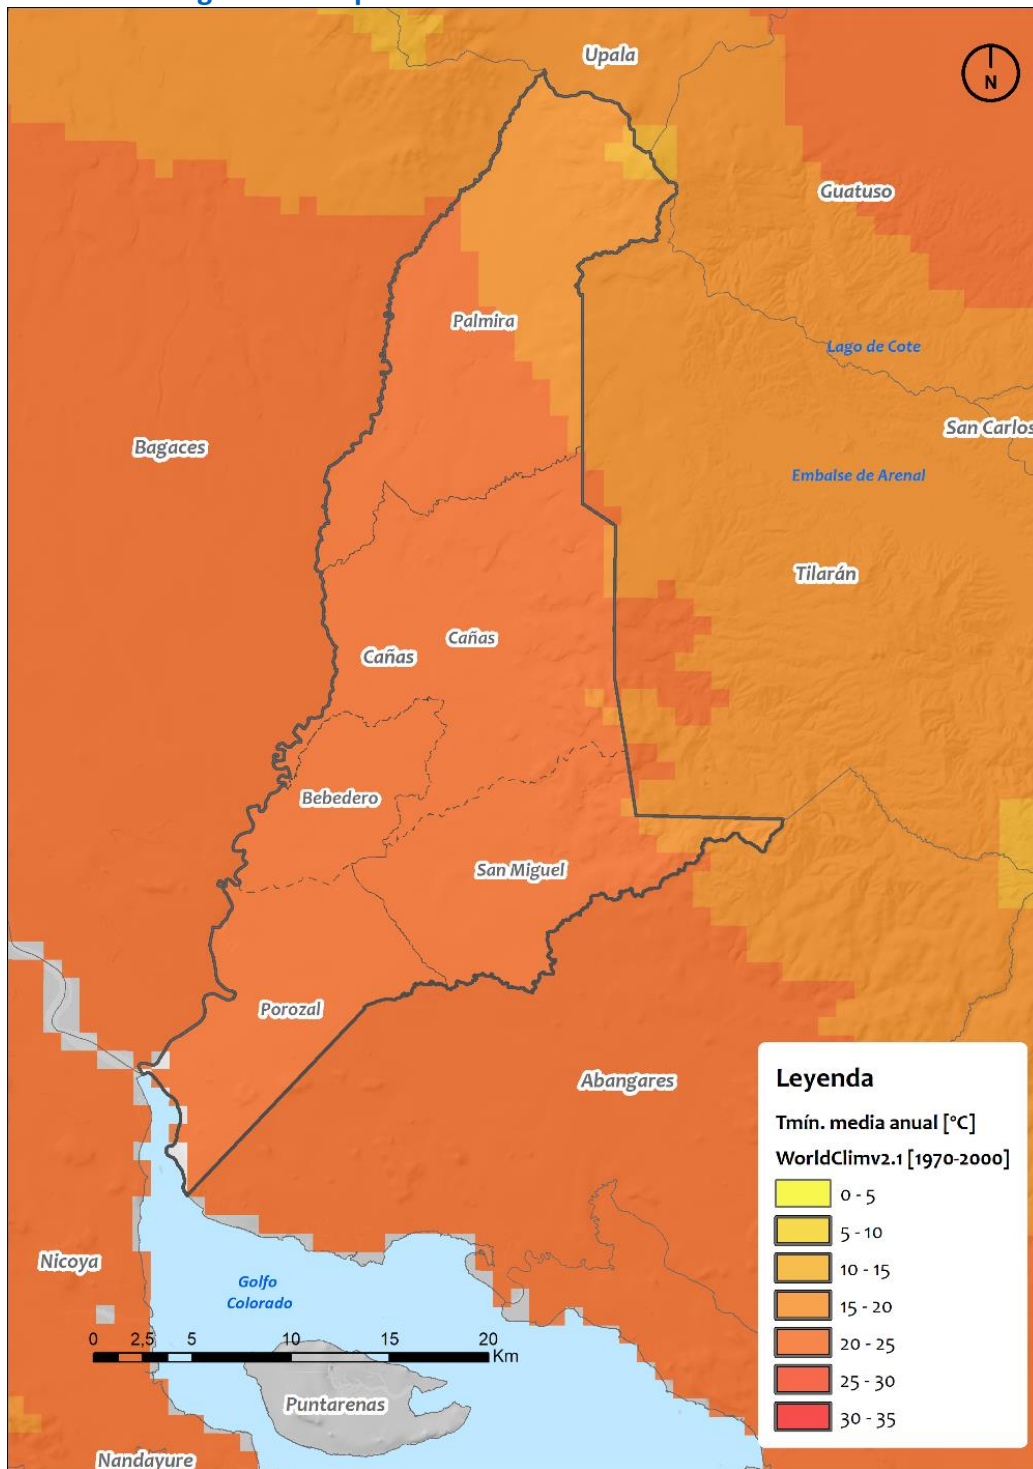 Upala
N
Guatuso
Palmira
Lago de Cote
San Carlos
Bagaces
Embalse de Arenal
Tilarán
Cañas
Cañas
Bebedero
San Miguel
Porozal
Abangares
Leyenda
Tmín. media anual [°C]
WorldClimv2.1 [1970-2000]
0 - 5
5 - 10
10 - 15
15 - 20
20 - 25
25 - 30
30 - 35
Nicoya
Golfo
Colorado
0 2,5 5 10 15 20
Km
Puntarenas
Nandayure